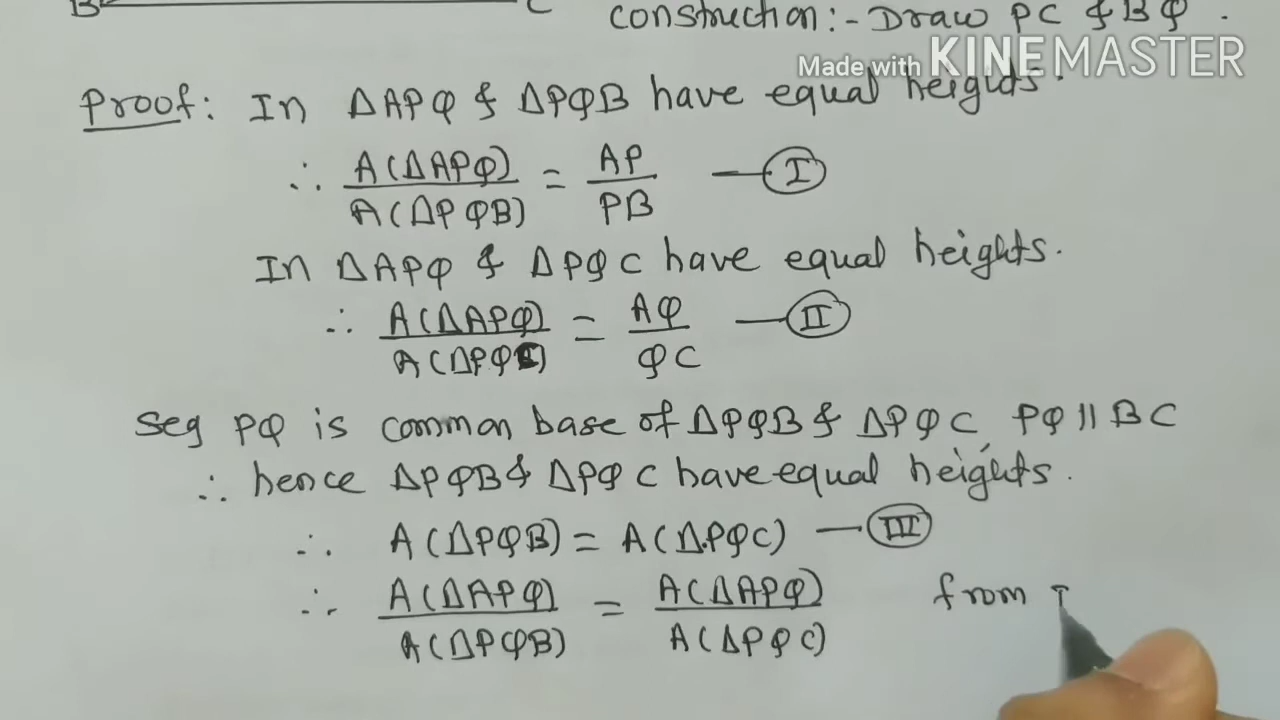 B C
construction:- Draw PC & BQ.
Made with KINEMASTER
Proof: In ΔAPQ & ΔPQB have equal heights.
∴ A(ΔAPQ)/A(ΔPQB) = AP/PB — I
In ΔAPQ & ΔPQC have equal heights.
∴ A(ΔAPQ)/A(ΔPQC) = AQ/QC — II
Seg PQ is common base of ΔPQB & ΔPQC, PQ || BC
∴ hence ΔPQB & ΔPQC have equal heights.
∴ A(ΔPQB) = A(ΔPQC) — III
∴ A(ΔAPQ)/A(ΔPQB) = A(ΔAPQ)/A(ΔPQC) from